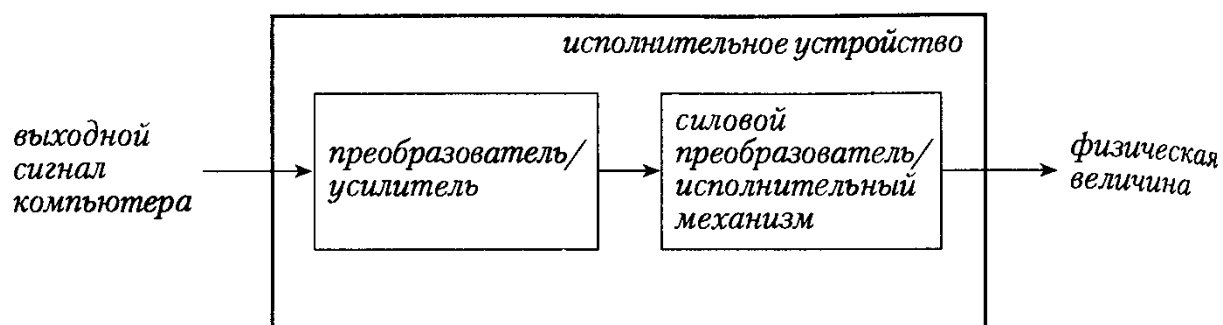 исполнительное устройство
выходной
сигнал
компьютера
преобразователь/
усилитель
силовой
преобразователь/
исполнительный
механизм
физическая
величина